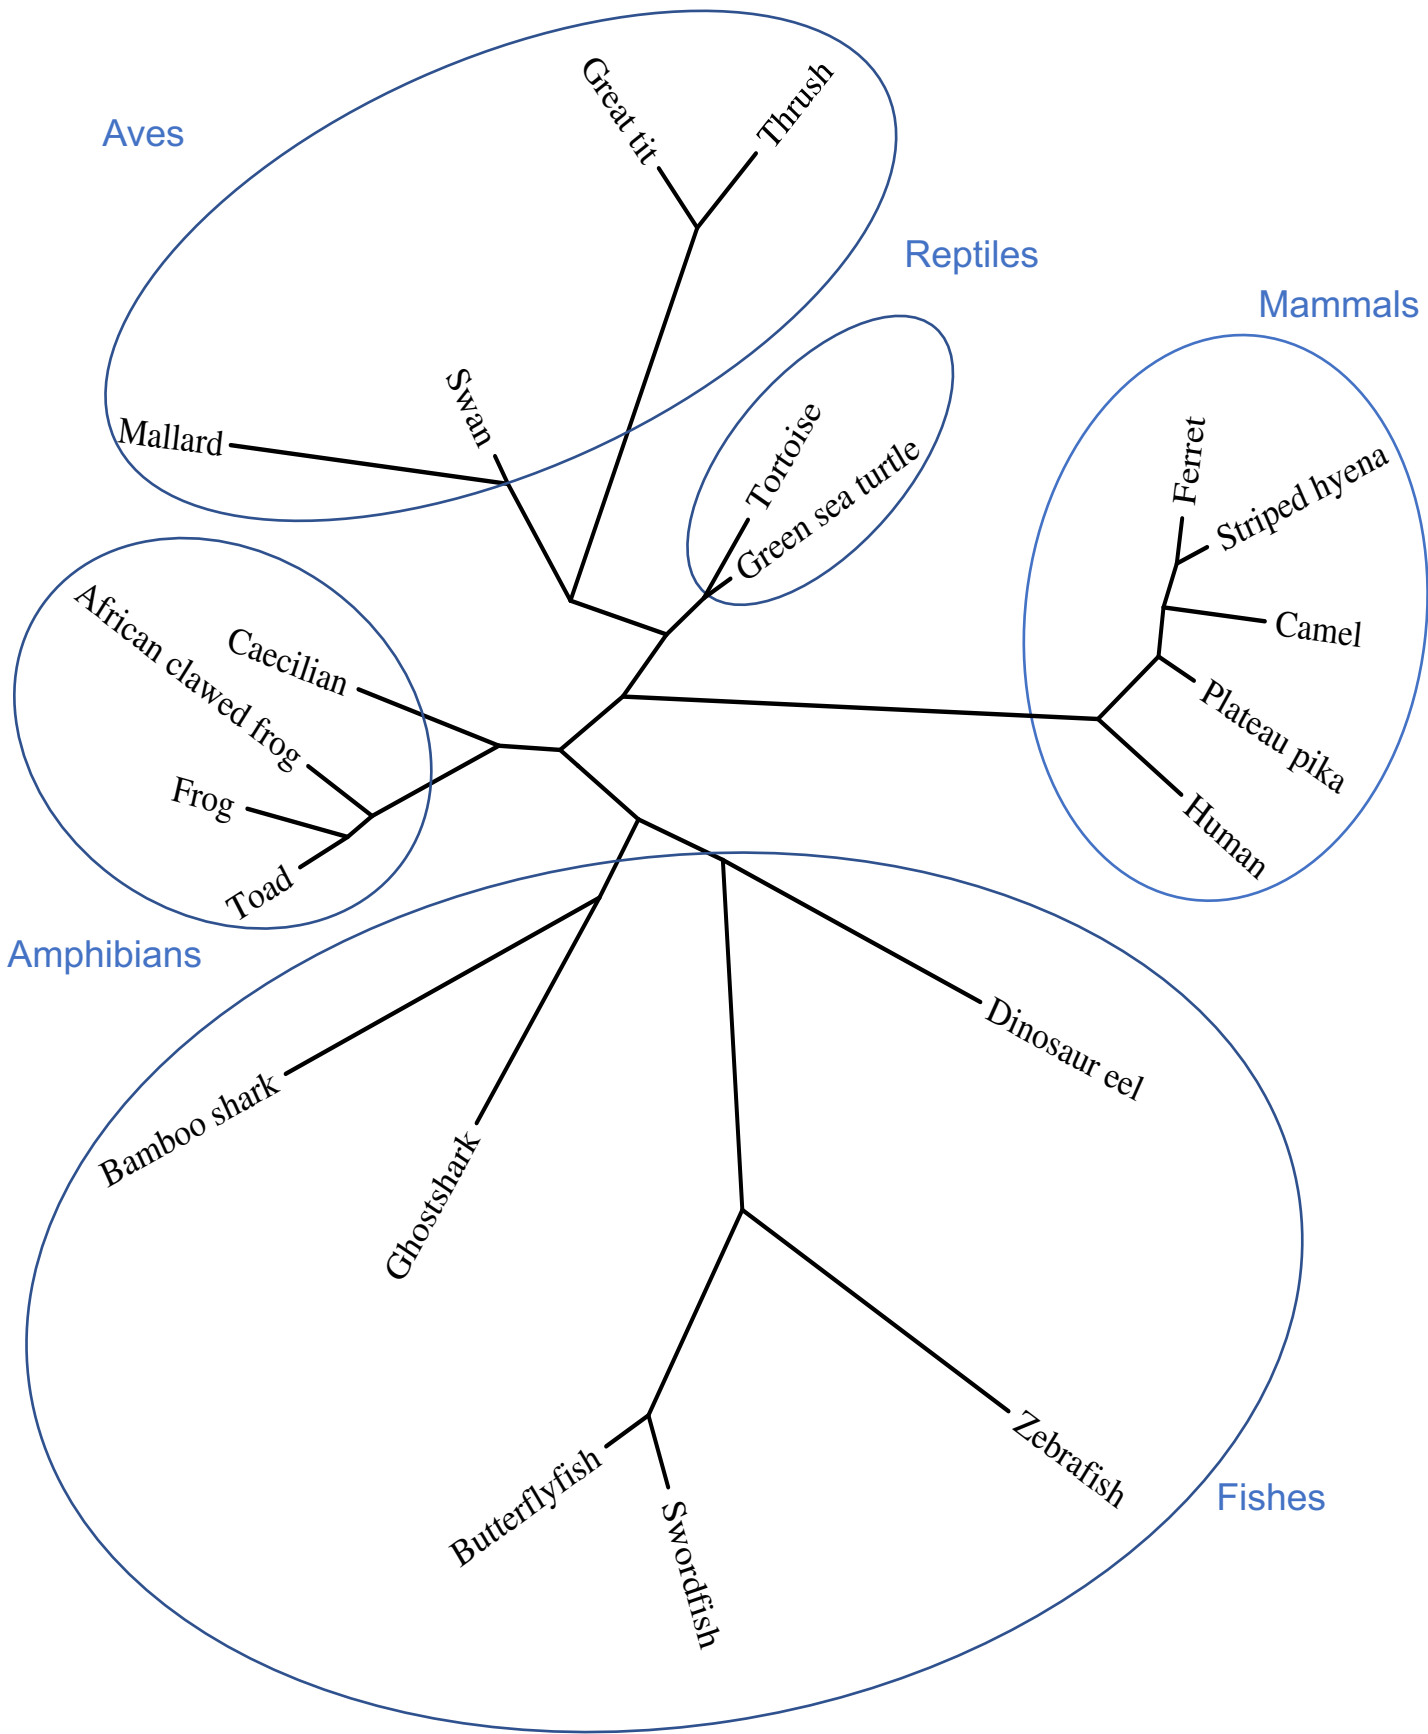 Aves
Great tit
Thrush
Swan
Mallard
Reptiles
Tortoise
Green sea turtle
Mammals
Ferret
Striped hyena
Camel
Plateau pika
Human
African clawed frog
Caecilian
Frog
Toad
Amphibians
Bamboo shark
Ghostshark
Dinosaur eel
Zebrafish
Butterflyfish
Swordfish
Fishes